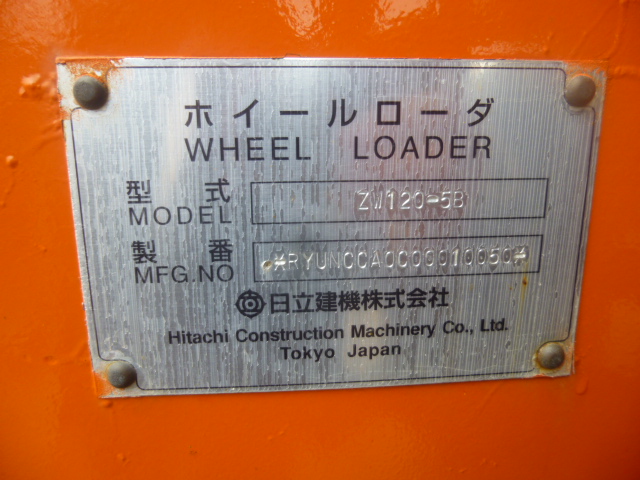 ホイールローダ
WHEEL LOADER
型式 ZW120-5B
MODEL
製番 *RYUNCCA0C00010050*
MFG.NO
日立建機株式会社
Hitachi Construction Machinery Co., Ltd.
Tokyo Japan